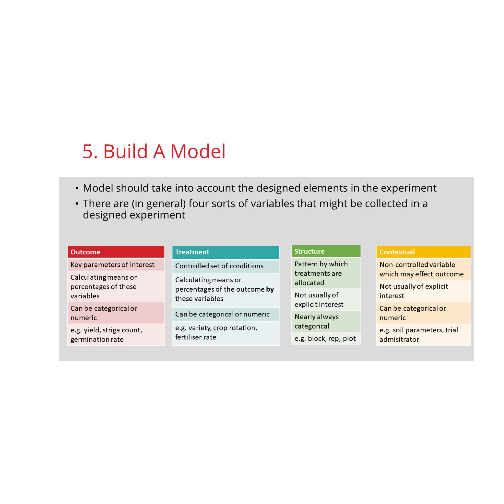 5. Build A Model
• Model should take into account the designed elements in the experiment
• There are (in general) four sorts of variables that might be collected in a
designed experiment
Outcome
Key parameters of interest
Calculating means or
percentages of these
variables
Can be categorical or
numeric
e.g. yield, striga count,
germination rate
Treatment
Controlled set of conditions
Calculating means or
percentages of the outcome by
these variables
Can be categorical or numeric
e.g. variety, crop rotation,
fertiliser rate
Structure
Pattern by which
treatments are
allocated
Not usually of
explicit interest
Nearly always
categorical
e.g. block, rep, plot
Contextual
Non-controlled variable
which may effect outcome
Not usually of explicit
interest
Can be categorical or
numeric
e.g. soil parameters, trial
admisitrator